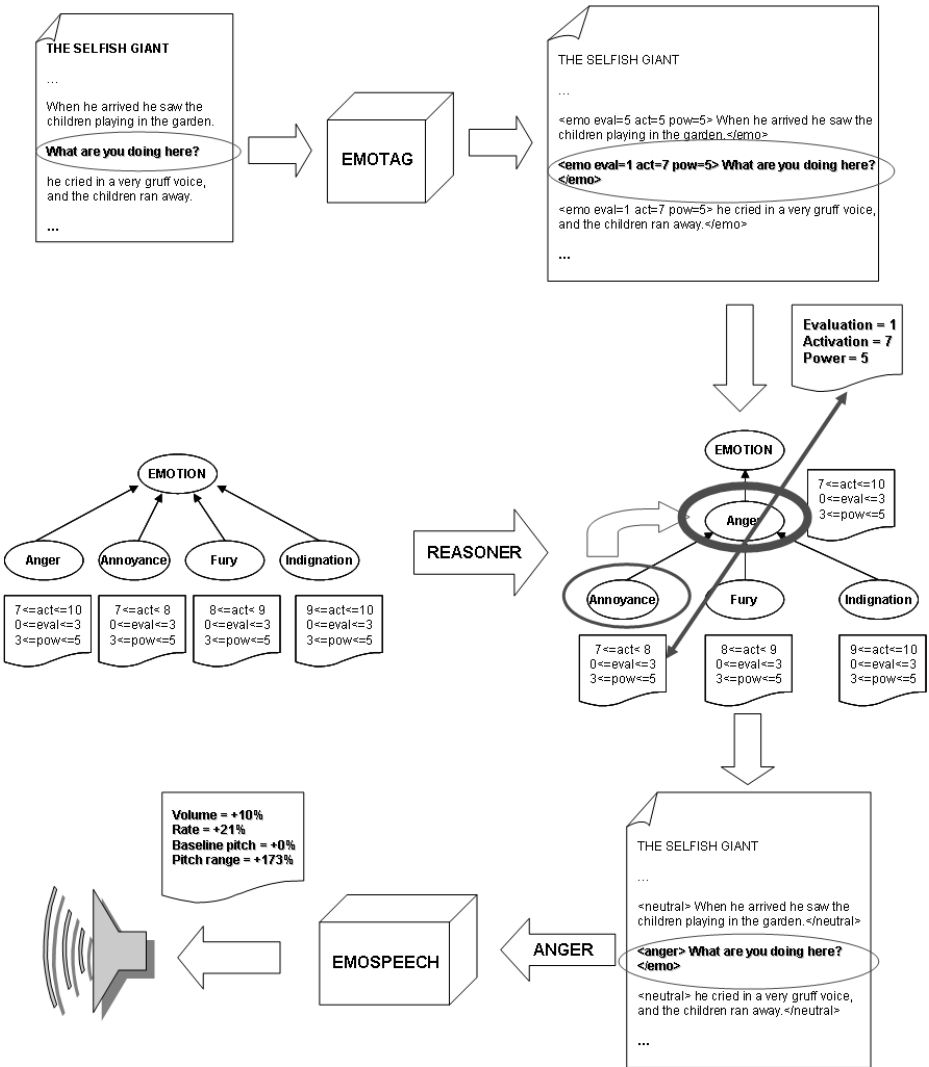 THE SELFISH GIANT
...
When he arrived he saw the
children playing in the garden.
What are you doing here?
he cried in a very gruff voice,
and the children ran away.
...
EMOTAG
THE SELFISH GIANT
...
<emo eval=5 act=5 pow=5> When he arrived he saw the
children playing in the garden.</emo>
<emo eval=1 act=7 pow=5> What are you doing here?
</emo>
<emo eval=1 act=7 pow=5> he cried in a very gruff voice,
and the children ran away.</emo>
...
Evaluation = 1
Activation = 7
Power = 5
EMOTION
Anger
Annoyance
Fury
Indignation
7<=act<=10
0<=eval<=3
3<=pow<=5
7<=act< 8
0<=eval<=3
3<=pow<=5
8<=act< 9
0<=eval<=3
3<=pow<=5
9<=act<=10
0<=eval<=3
3<=pow<=5
REASONER
EMOTION
Anger
7<=act<=10
0<=eval<=3
3<=pow<=5
Annoyance
Fury
Indignation
7<=act< 8
0<=eval<=3
3<=pow<=5
8<=act< 9
0<=eval<=3
3<=pow<=5
9<=act<=10
0<=eval<=3
3<=pow<=5
THE SELFISH GIANT
...
<neutral> When he arrived he saw the
children playing in the garden.</neutral>
<anger> What are you doing here?
</emo>
<neutral> he cried in a very gruff voice,
and the children ran away.</neutral>
...
ANGER
EMOSPEECH
Volume = +10%
Rate = +21%
Baseline pitch = +0%
Pitch range = +173%